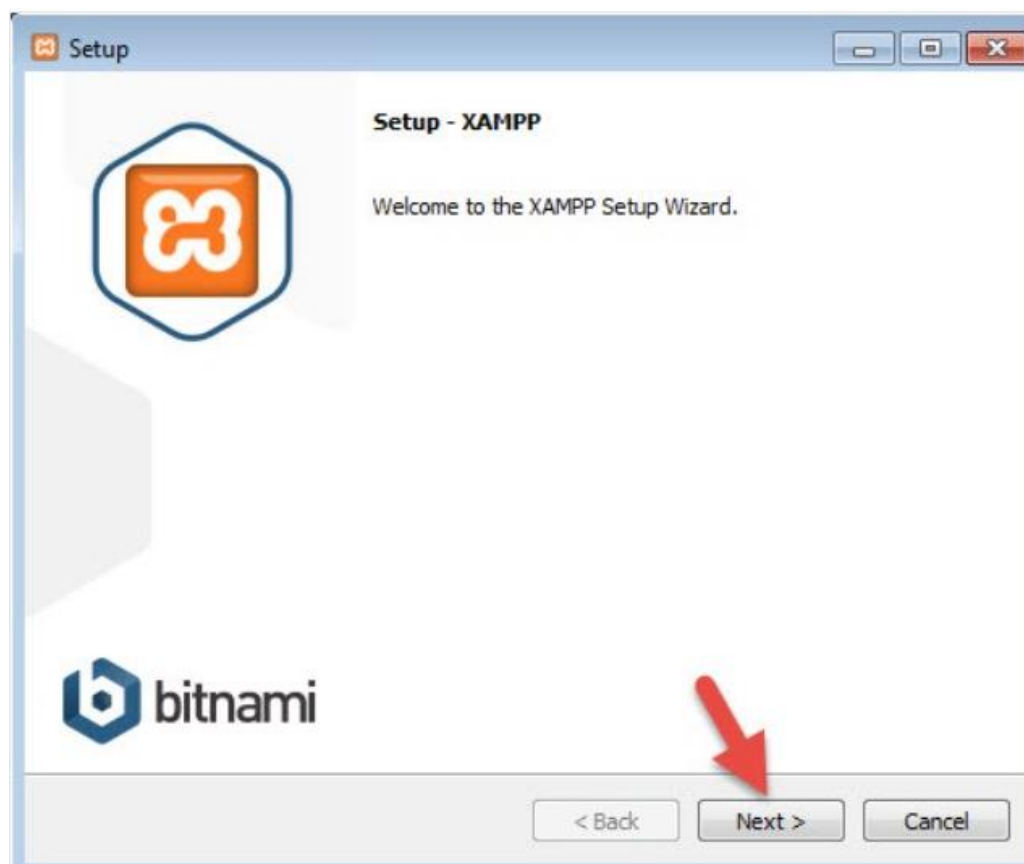 Setup
Setup - XAMPP
Welcome to the XAMPP Setup Wizard.
bitnami
< Back Next > Cancel